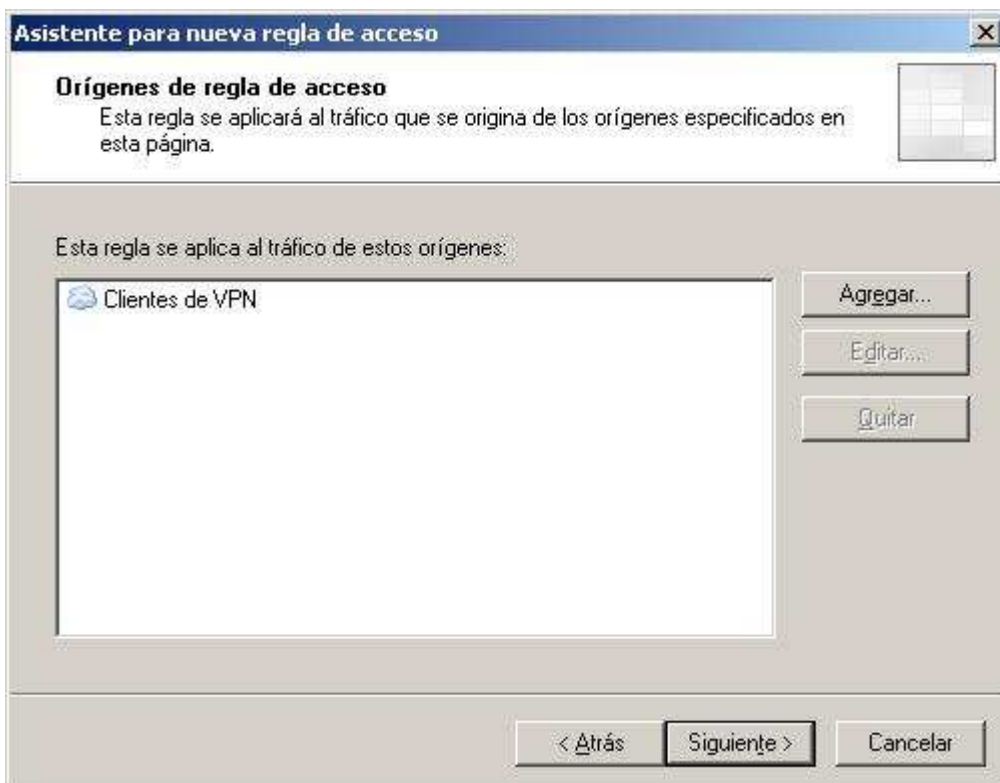 Asistente para nueva regla de acceso
Orígenes de regla de acceso
Esta regla se aplicará al tráfico que se origina de los orígenes especificados en
esta página.
Esta regla se aplica al tráfico de estos orígenes:
Clientes de VPN
Agregar...
Editar...
Quitar
< Atrás
Siguiente >
Cancelar